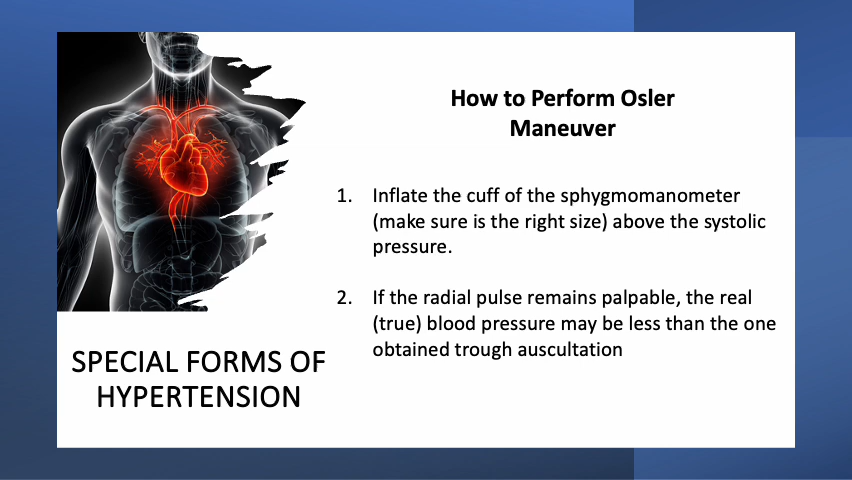 How to Perform Osler
Maneuver
1. Inflate the cuff of the sphygmomanometer
(make sure is the right size) above the systolic
pressure.
2. If the radial pulse remains palpable, the real
(true) blood pressure may be less than the one
obtained trough auscultation
SPECIAL FORMS OF
HYPERTENSION